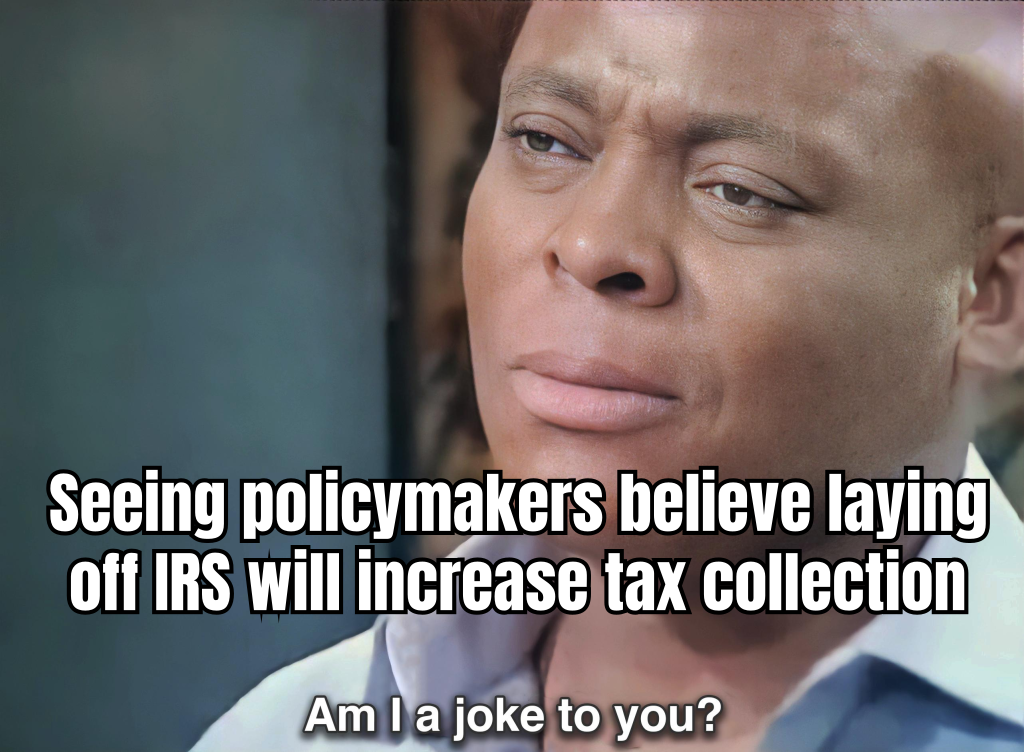 Seeing policymakers believe laying
off IRS will increase tax collection
Am I a joke to you?